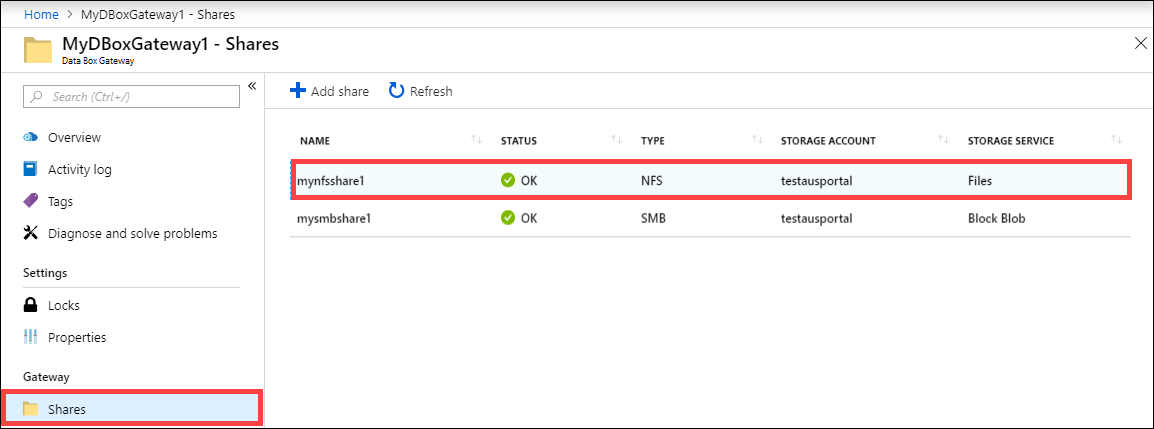 Home > MyDBoxGateway1 - Shares
MyDBoxGateway1 - Shares
Data Box Gateway
Search (Ctrl+/)
Overview
Activity log
Tags
Diagnose and solve problems
Settings
Locks
Properties
Gateway
Shares
Add share Refresh
NAME STATUS TYPE STORAGE ACCOUNT STORAGE SERVICE
mynfsshare1 OK NFS testausportal Files
mysmbshare1 OK SMB testausportal Block Blob